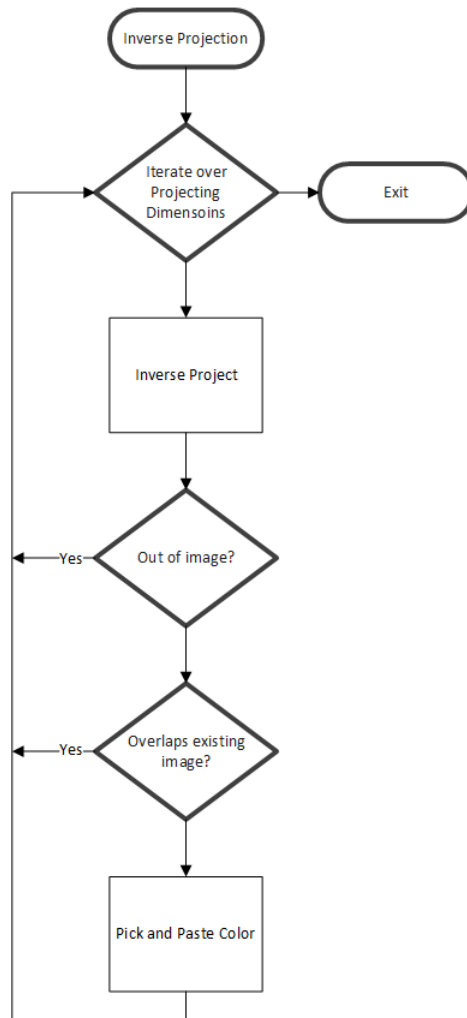 Inverse Projection
Iterate over
Projecting
Dimensoins
Exit
Inverse Project
Out of image?
Yes
Overlaps existing
image?
Yes
Pick and Paste Color